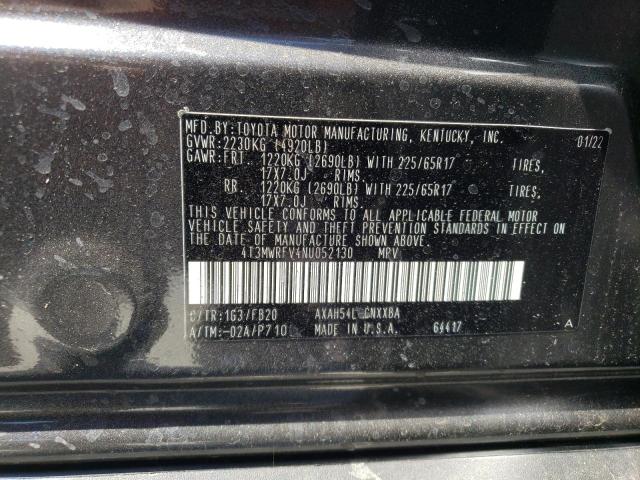 MFD.BY:TOYOTA MOTOR MANUFACTURING, KENTUCKY, INC. 01/22
GVWR:2230KG (4920LB)
GAWR:FRT. 1220KG (2690LB) WITH 225/65R17 TIRES,
17X7.0J RIMS.
RR. 1220KG (2690LB) WITH 225/65R17 TIRES,
17X7.0J RIMS.
THIS VEHICLE CONFORMS TO ALL APPLICABLE FEDERAL MOTOR
VEHICLE SAFETY AND THEFT PREVENTION STANDARDS IN EFFECT
ON THE DATE OF MANUFACTURE SHOWN ABOVE.
4T3MWRFV4NU052130 MPV
C/TR:1G3/FB20 AXAH54L CNXXBA
A/TM:-02A/P710 MADE IN U.S.A. 64417 A